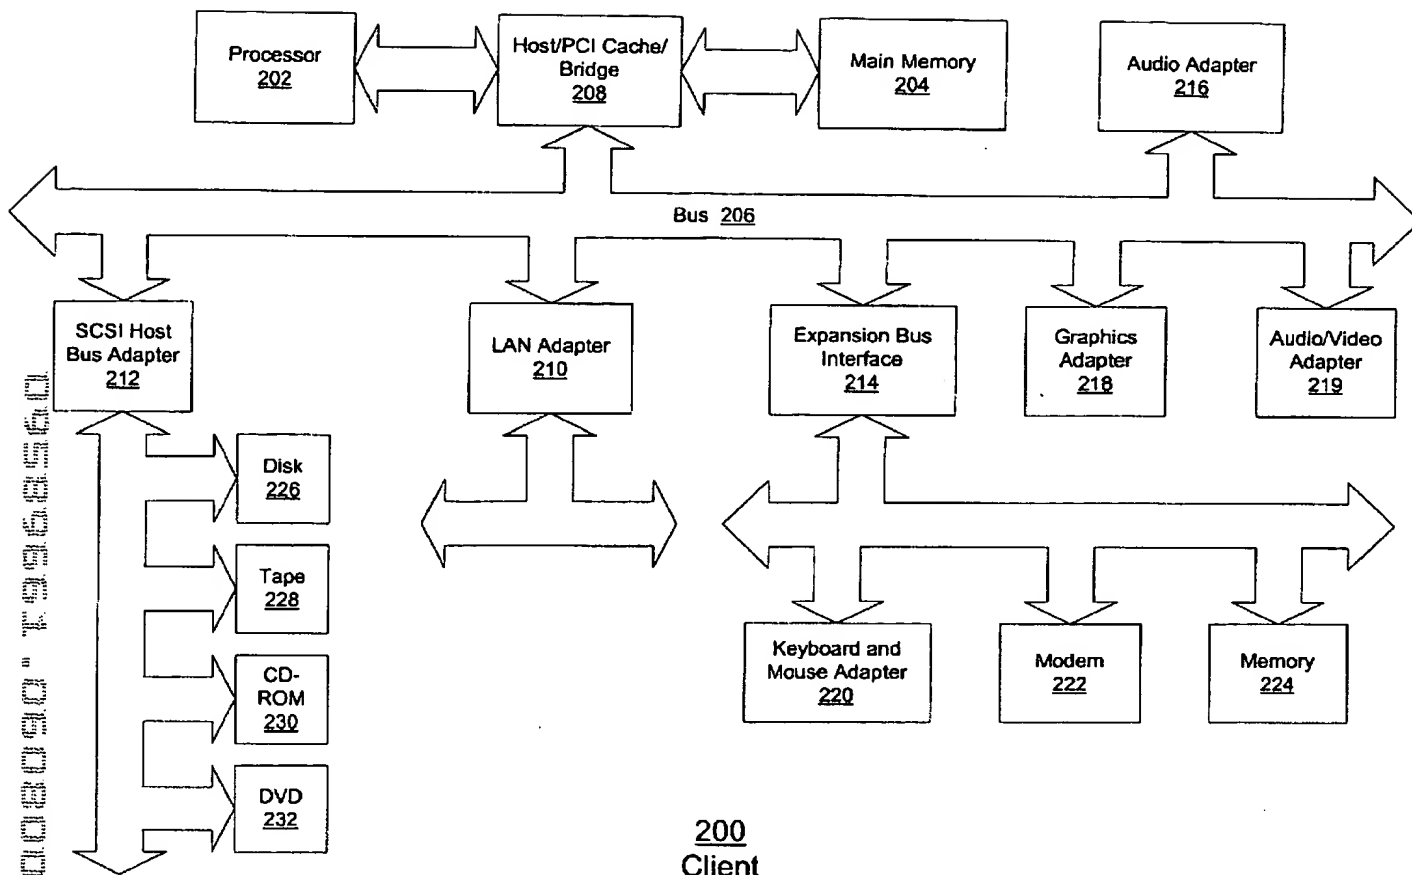 Processor
202
Host/PCI Cache/
Bridge
208
Main Memory
204
Audio Adapter
216
Bus 206
SCSI Host
Bus Adapter
212
LAN Adapter
210
Expansion Bus
Interface
214
Graphics
Adapter
218
Audio/Video
Adapter
219
Disk
226
Tape
228
CD-
ROM
230
DVD
232
Keyboard and
Mouse Adapter
220
Modem
222
Memory
224
200
Client